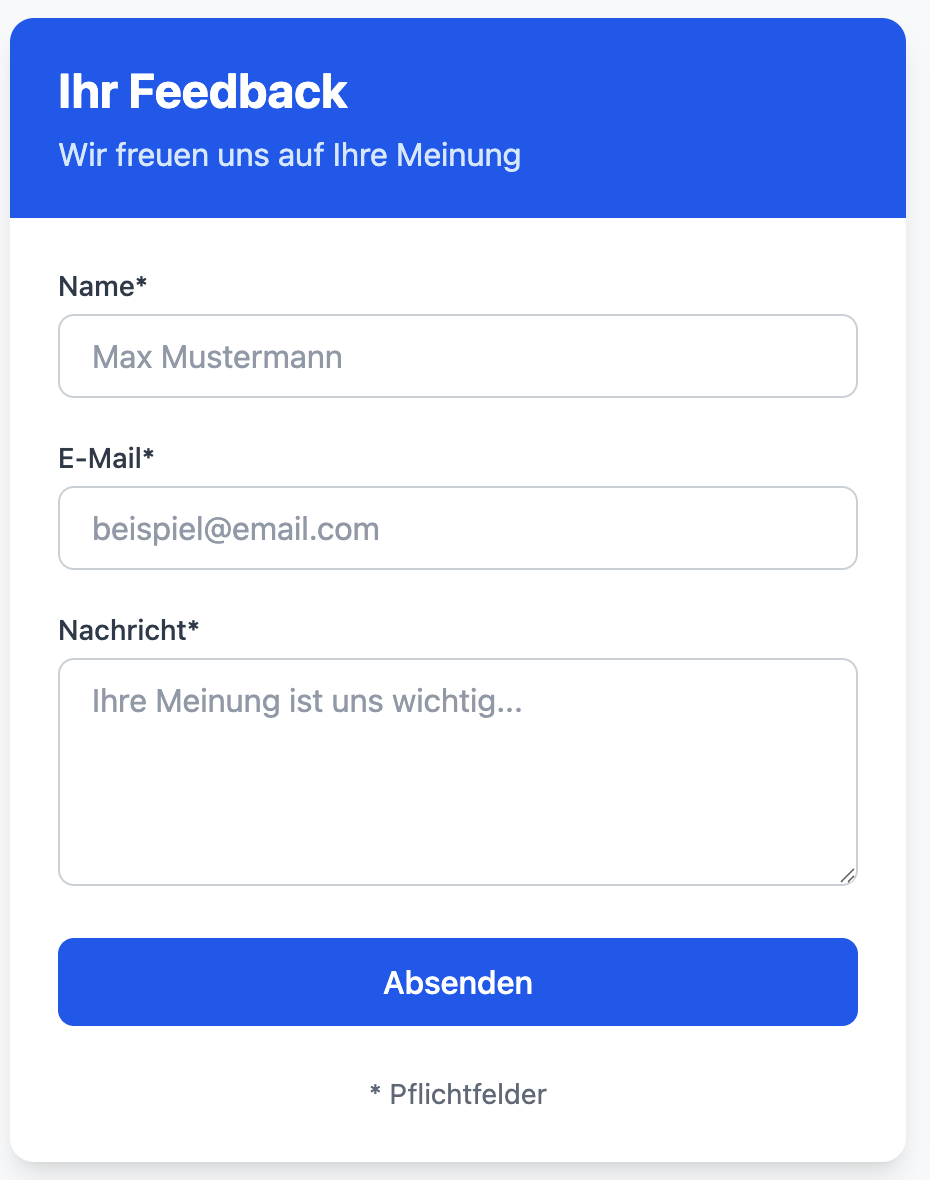 Ihr Feedback
Wir freuen uns auf Ihre Meinung
Name*
Max Mustermann
E-Mail*
beispiel@email.com
Nachricht*
Ihre Meinung ist uns wichtig...
Absenden
* Pflichtfelder